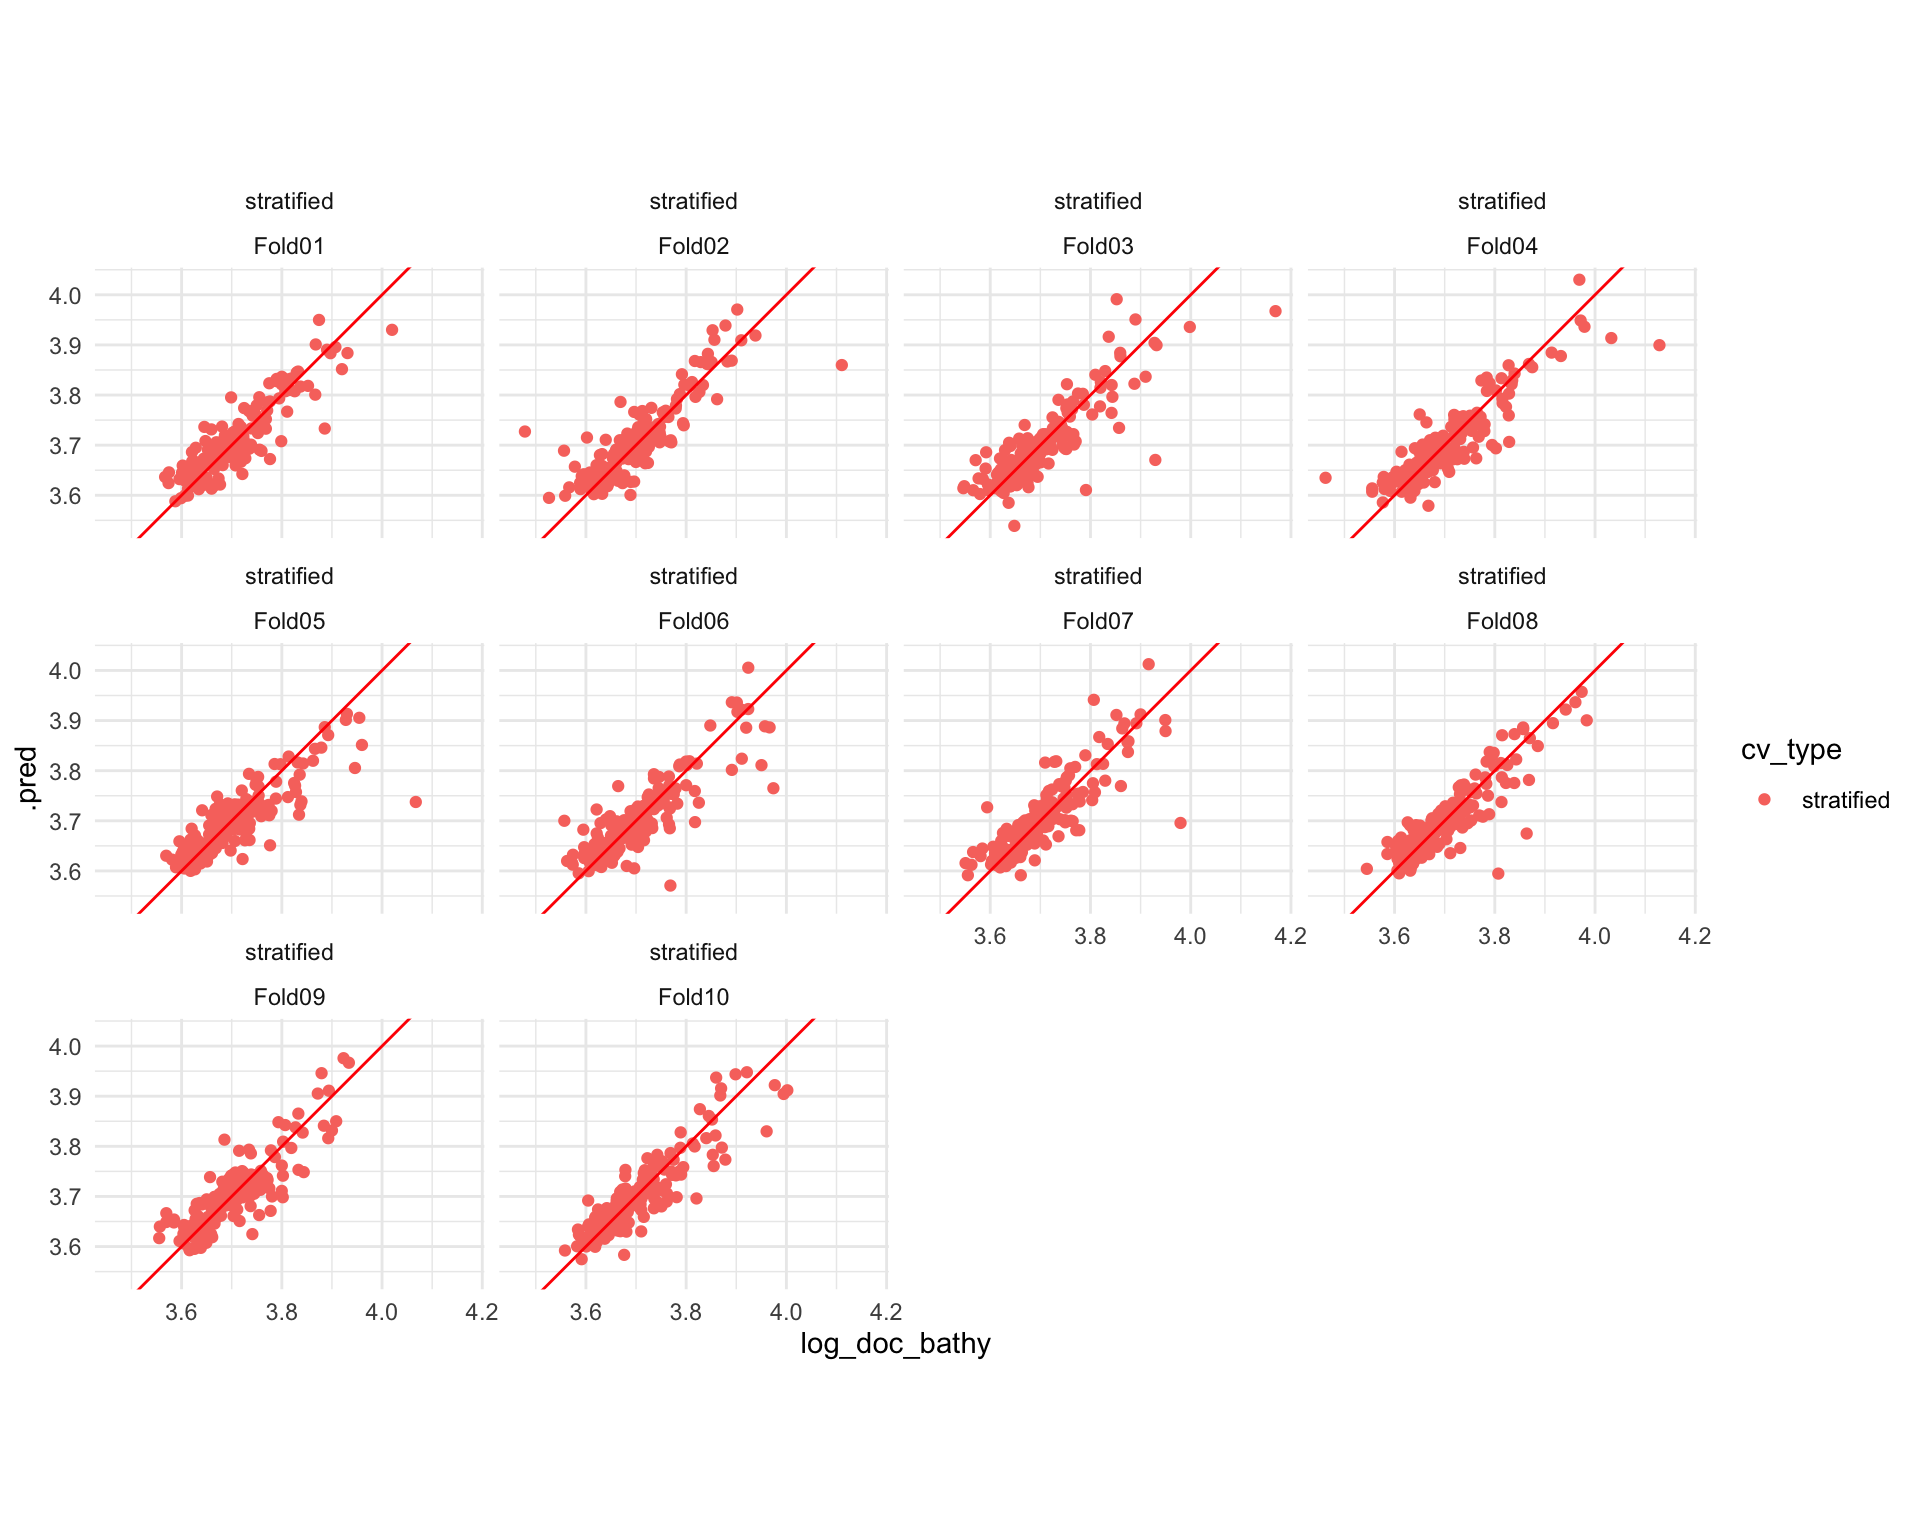 stratified stratified stratified stratified
Fold01 Fold02 Fold03 Fold04
4.0
3.9
3.8
3.7
3.6
stratified stratified stratified stratified
Fold05 Fold06 Fold07 Fold08
4.0
3.9
3.8
3.7
3.6
3.6 3.8 4.0 4.2 3.6 3.8 4.0 4.2
stratified stratified
Fold09 Fold10
4.0
3.9
3.8
3.7
3.6
3.6 3.8 4.0 4.2 3.6 3.8 4.0 4.2
log_doc_bathy
.pred
cv_type
stratified